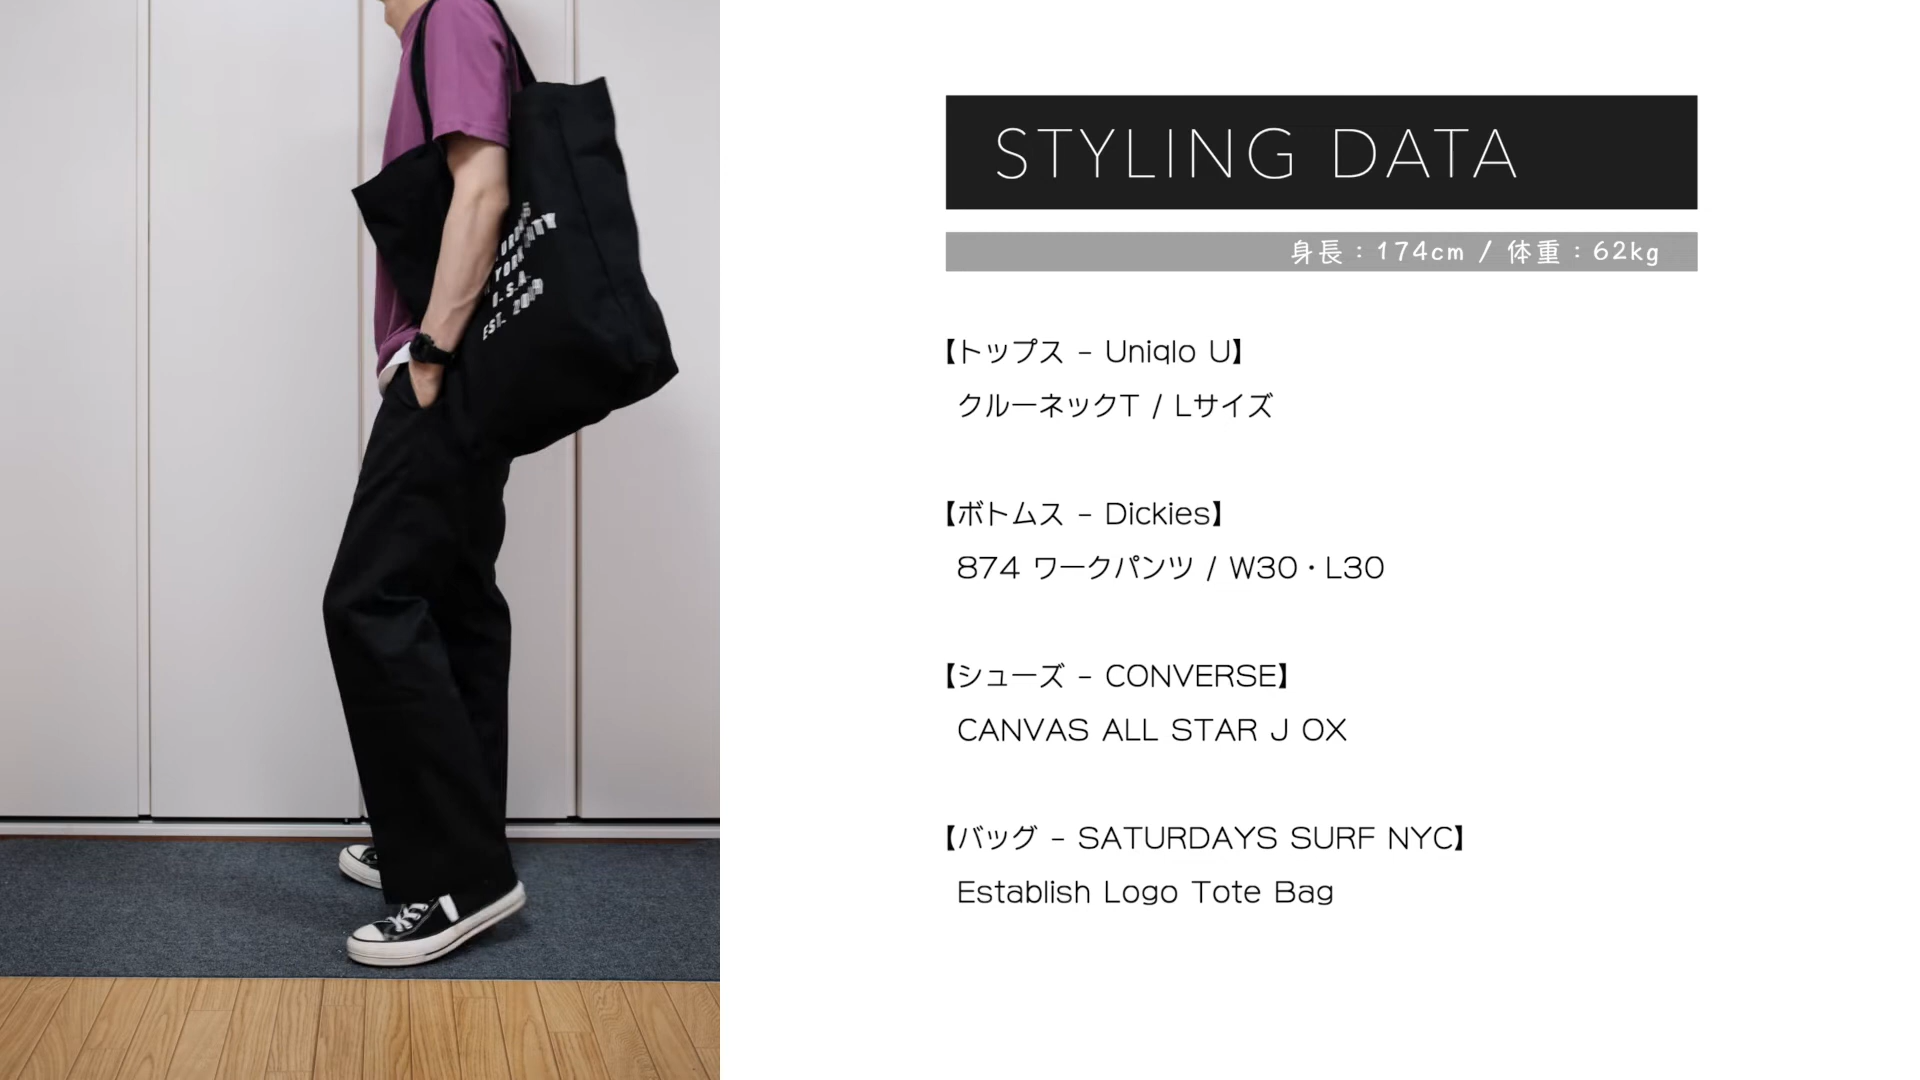 STYLING DATA
身長：174cm / 体重：62kg
【トップス － Uniqlo U】
クルーネックT / Lサイズ
【ボトムス － Dickies】
874 ワークパンツ / W30・L30
【シューズ － CONVERSE】
CANVAS ALL STAR J OX
【バッグ － SATURDAYS SURF NYC】
Establish Logo Tote Bag
YORK
U.S.A.
EST.